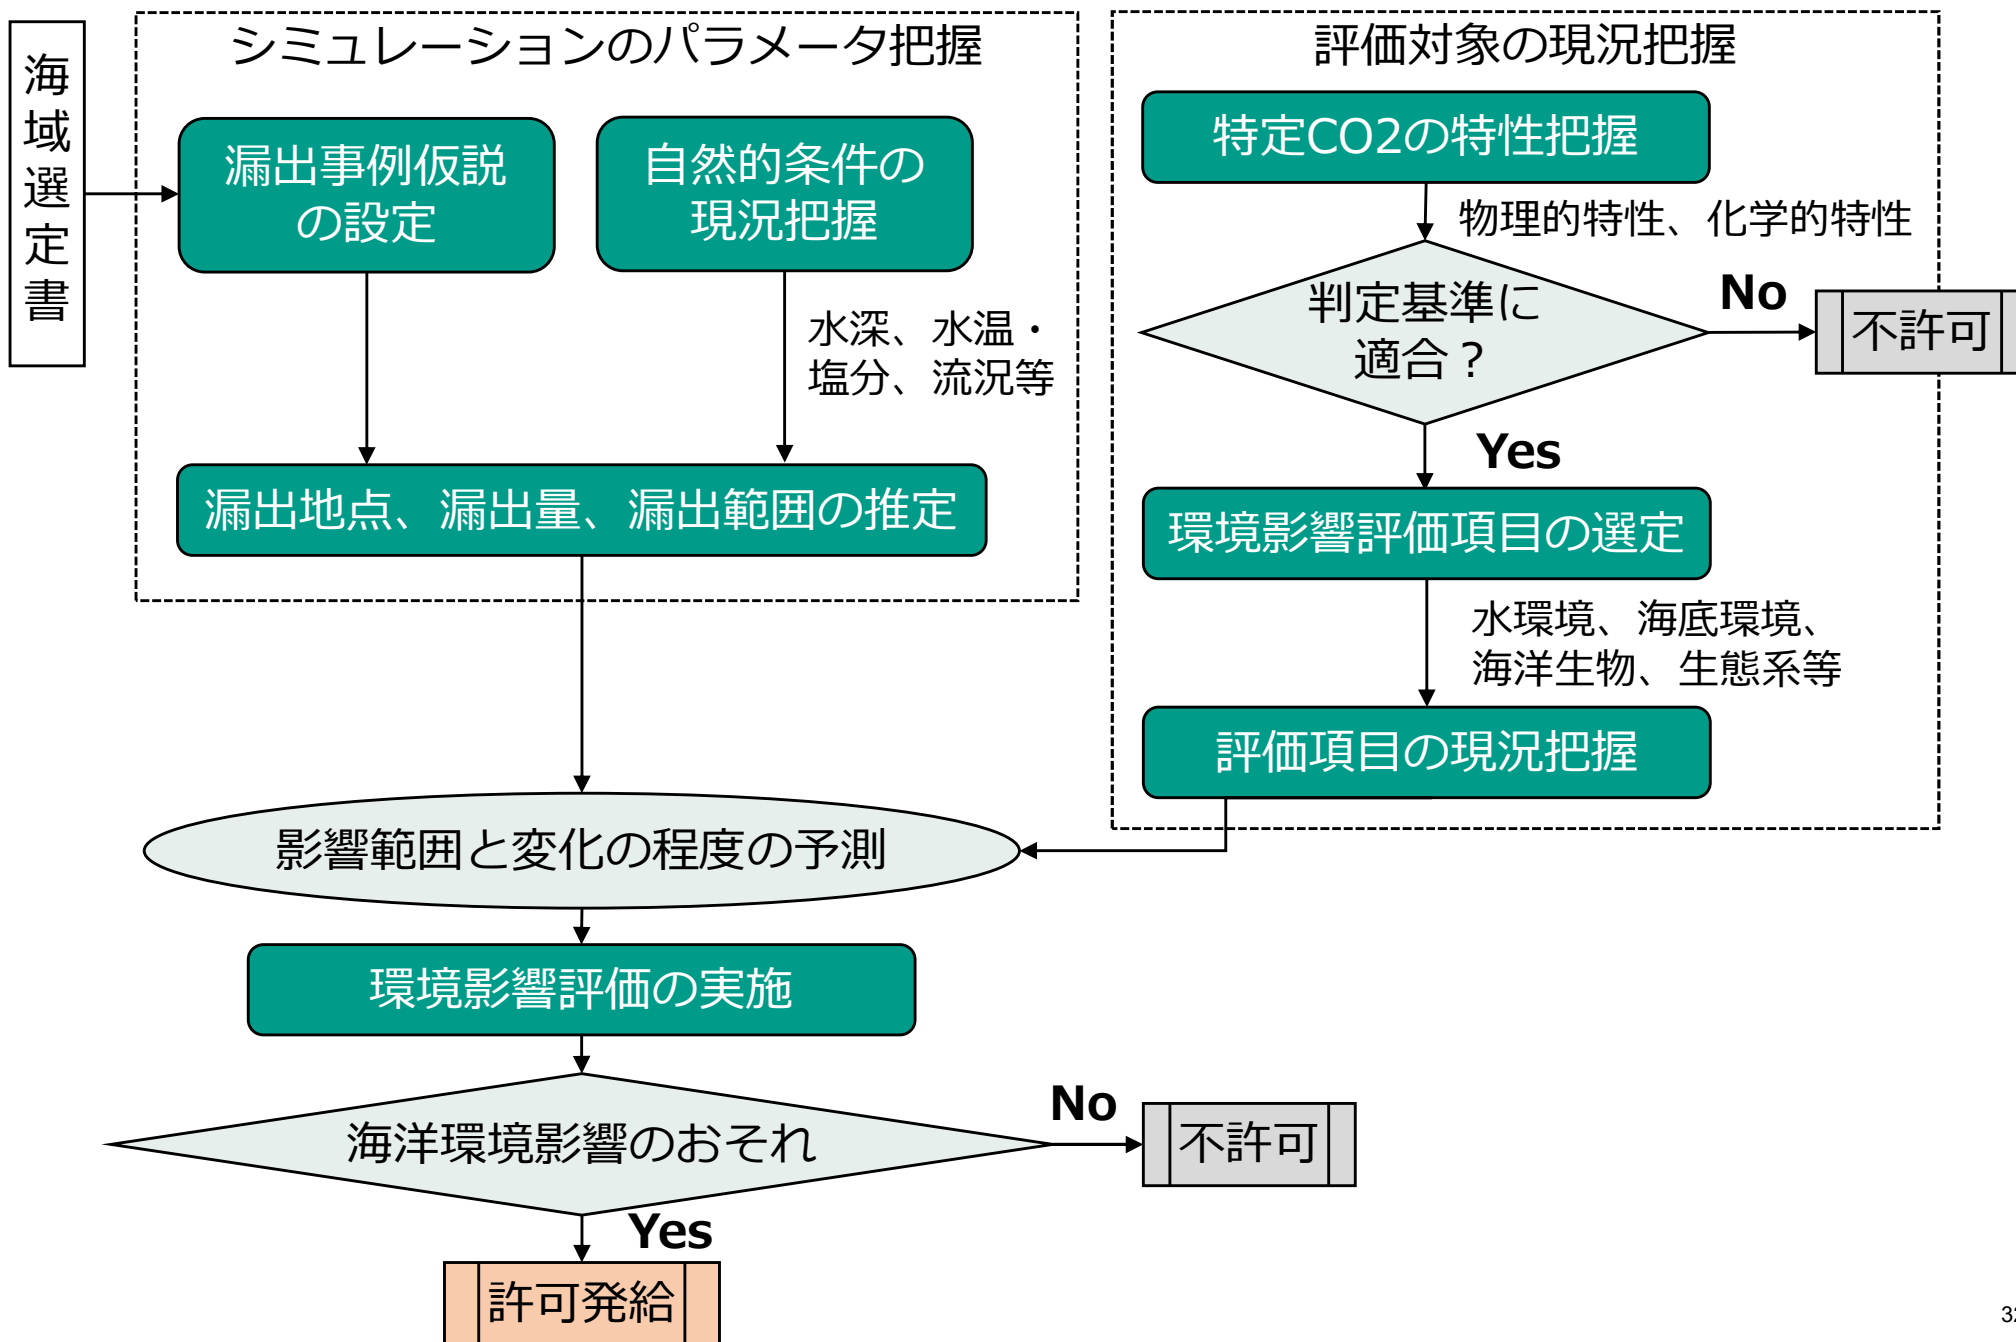 海域選定書
シミュレーションのパラメータ把握
漏出事例仮説
の設定
自然的条件の
現況把握
水深、水温・
塩分、流況等
漏出地点、漏出量、漏出範囲の推定
評価対象の現況把握
特定CO2の特性把握
物理的特性、化学的特性
判定基準に
適合？
No
不許可
Yes
環境影響評価項目の選定
水環境、海底環境、
海洋生物、生態系等
評価項目の現況把握
影響範囲と変化の程度の予測
環境影響評価の実施
海洋環境影響のおそれ
No
不許可
Yes
許可発給